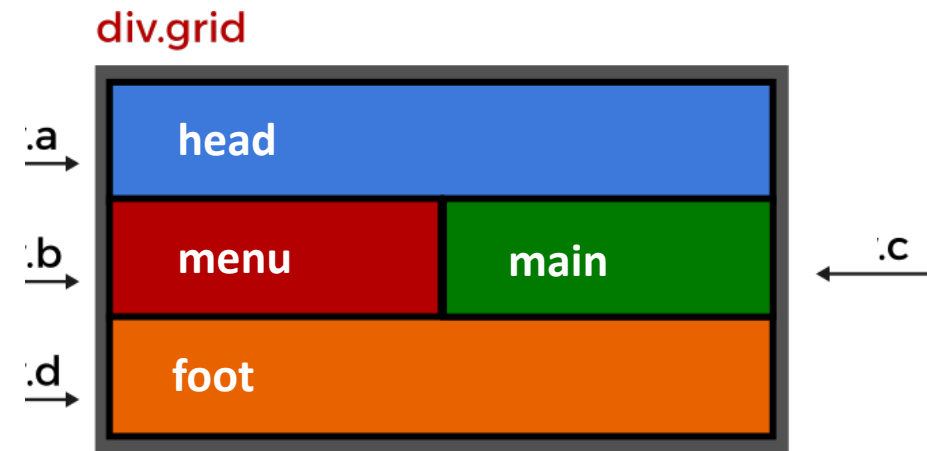 div.grid
.a
head
.b
menu
main
.c
.d
foot